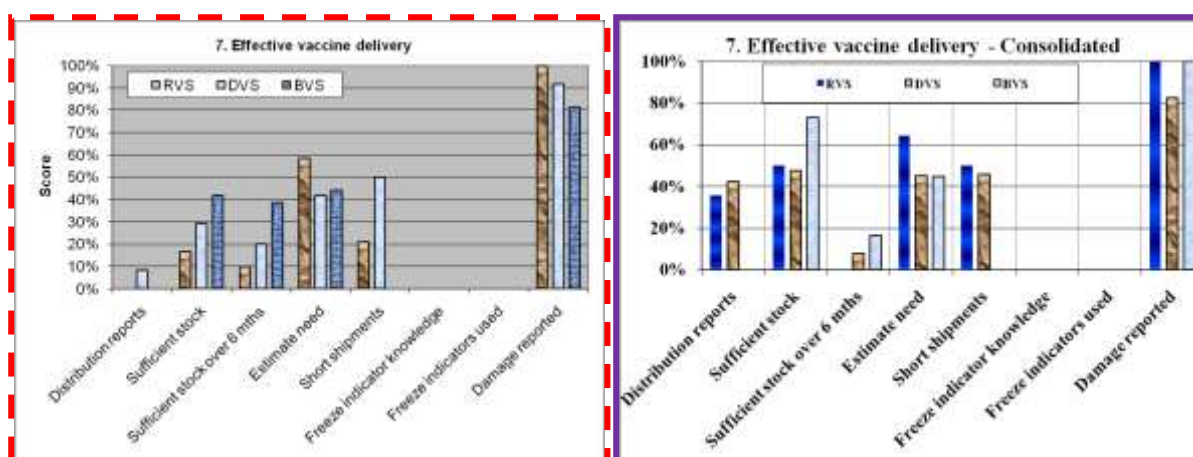 7. Effective vaccine delivery
RVS DVS BVS
Score
100%
90%
80%
70%
60%
50%
40%
30%
20%
10%
0%
Distribution reports
Sufficient stock
Sufficient stock over 6 mths
Estimate need
Short shipments
Freeze indicator knowledge
Freeze indicators used
Damage reported
7. Effective vaccine delivery - Consolidated
RVS DVS BVS
100%
80%
60%
40%
20%
0%
Distribution reports
Sufficient stock
Sufficient stock over 6 mths
Estimate need
Short shipments
Freeze indicator knowledge
Freeze indicators used
Damage reported